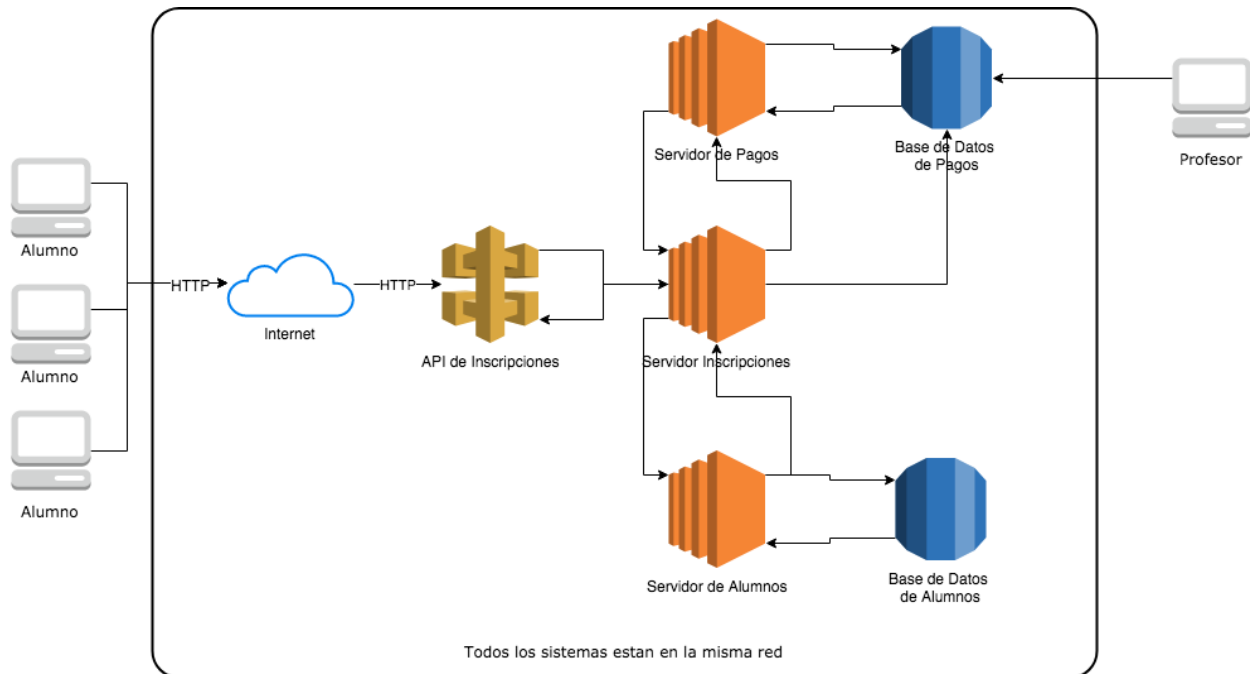 Servidor de Pagos
Base de Datos
de Pagos
Profesor
Alumno
HTTP
HTTP
Internet
API de Inscripciones
Servidor Inscripciones
Alumno
Alumno
Servidor de Alumnos
Base de Datos
de Alumnos
Todos los sistemas estan en la misma red